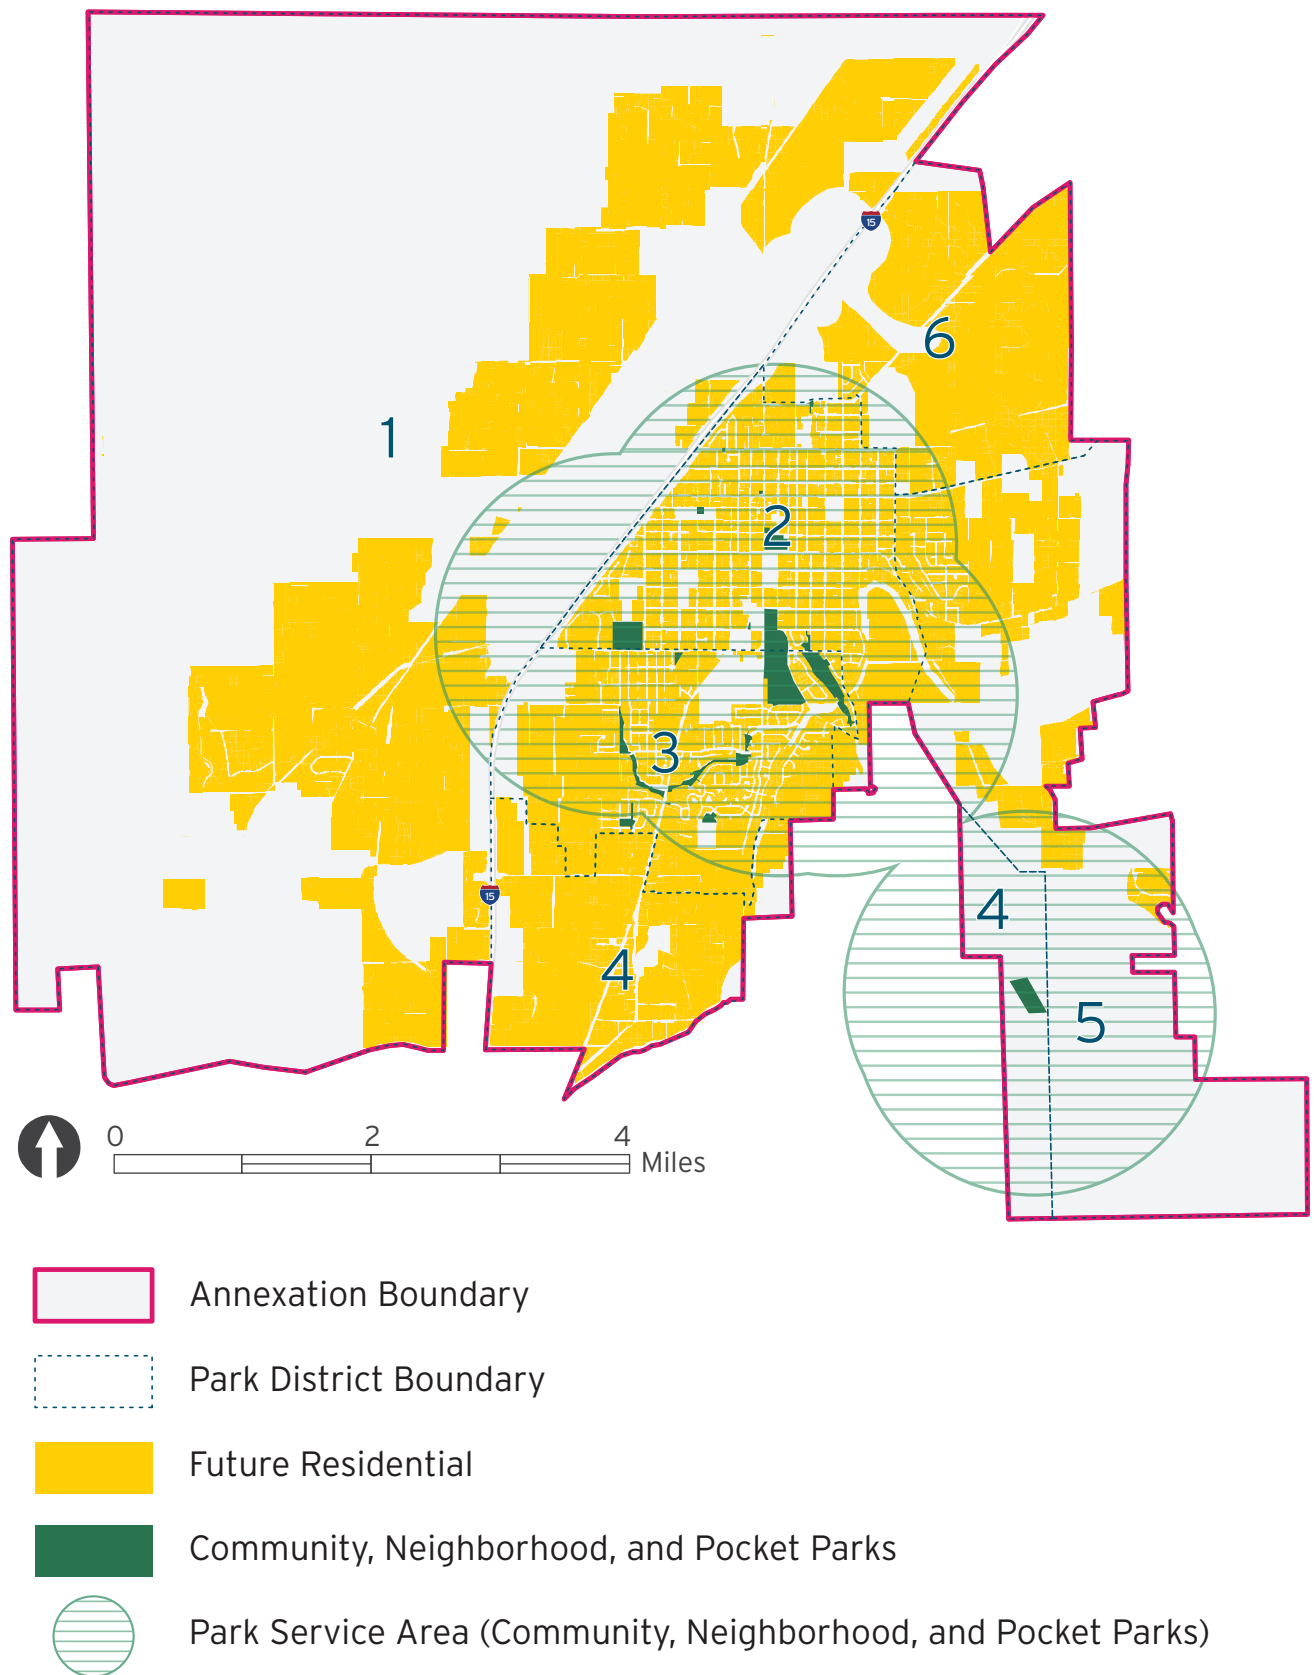 15
6
1
2
3
15
4
4
5
0 2 4
Miles
Annexation Boundary
Park District Boundary
Future Residential
Community, Neighborhood, and Pocket Parks
Park Service Area (Community, Neighborhood, and Pocket Parks)